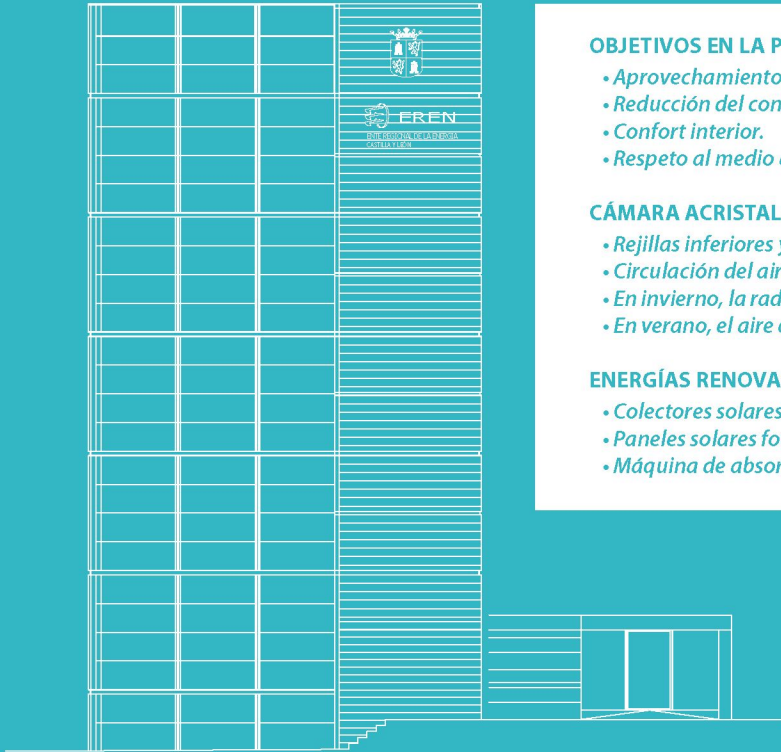 EREN
ENTE REGIONAL DE LA ENERGÍA
CASTILLA Y LEÓN
OBJETIVOS EN LA P
• Aprovechamiento
• Reducción del con
• Confort interior.
• Respeto al medio
CÁMARA ACRISTAL
• Rejillas inferiores y
• Circulación del air
• En invierno, la rad
• En verano, el aire
ENERGÍAS RENOVA
• Colectores solares
• Paneles solares fo
• Máquina de absor